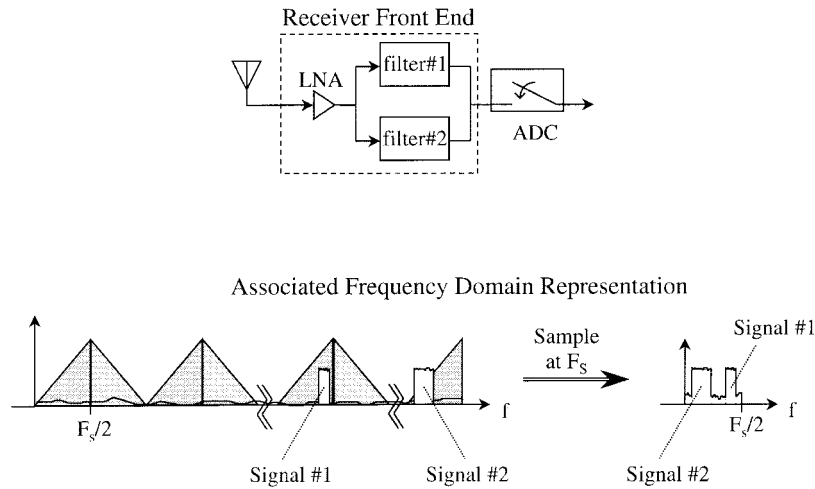 Receiver Front End
LNA
filter#1
filter#2
ADC
Associated Frequency Domain Representation
Sample
at F_S
Signal #1
F_s/2
f
Signal #1
Signal #2
Signal #2
F_s/2
f